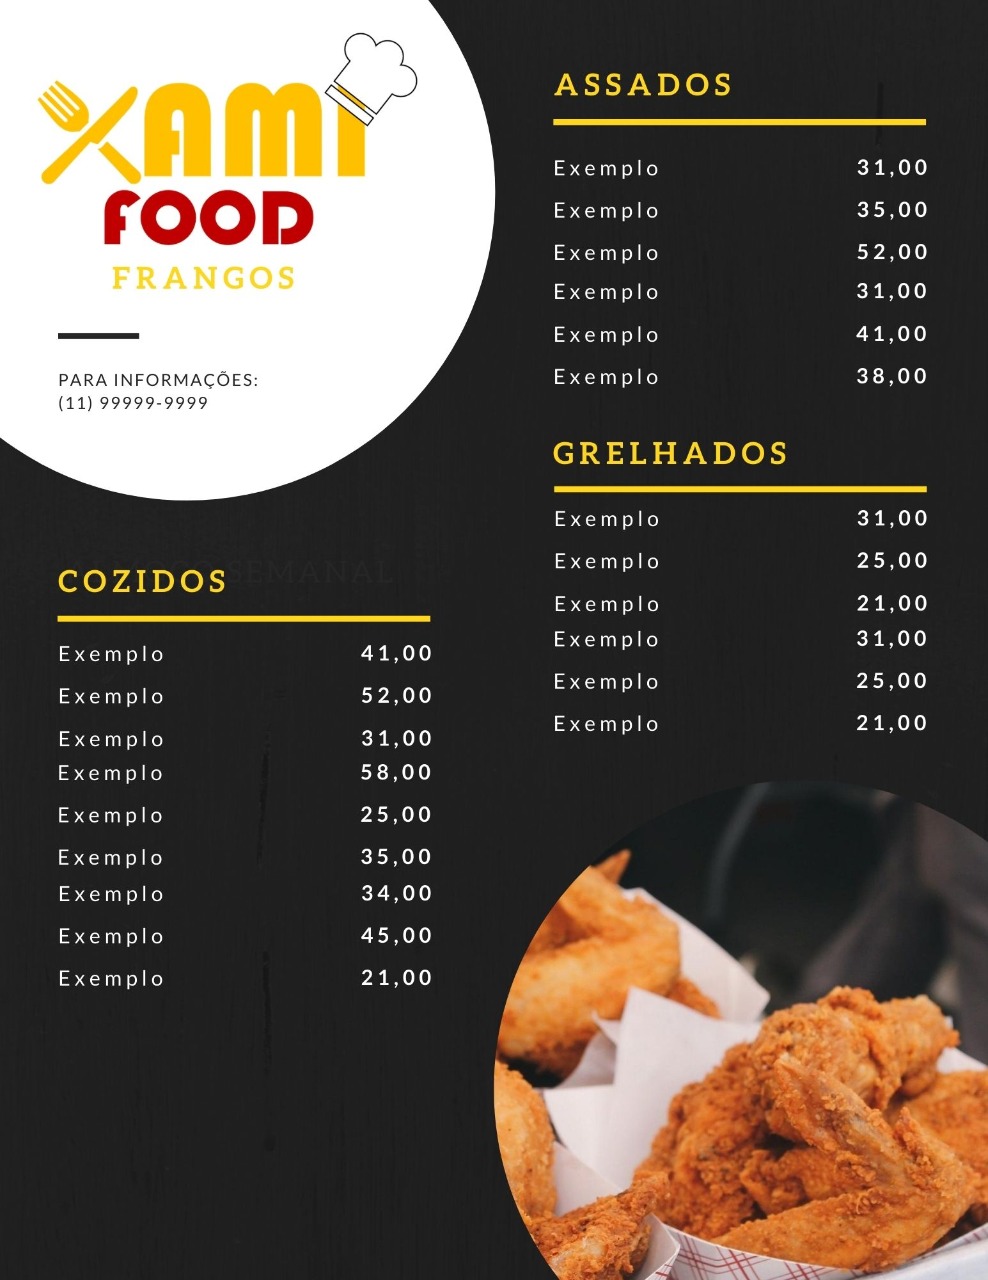 XAMI
FOOD
FRANGOS
PARA INFORMAÇÕES:
(11) 99999-9999
SEMANAL
COZIDOS
Exemplo 41,00
Exemplo 52,00
Exemplo 31,00
Exemplo 58,00
Exemplo 25,00
Exemplo 35,00
Exemplo 34,00
Exemplo 45,00
Exemplo 21,00
ASSADOS
Exemplo 31,00
Exemplo 35,00
Exemplo 52,00
Exemplo 31,00
Exemplo 41,00
Exemplo 38,00
GRELHADOS
Exemplo 31,00
Exemplo 25,00
Exemplo 21,00
Exemplo 31,00
Exemplo 25,00
Exemplo 21,00